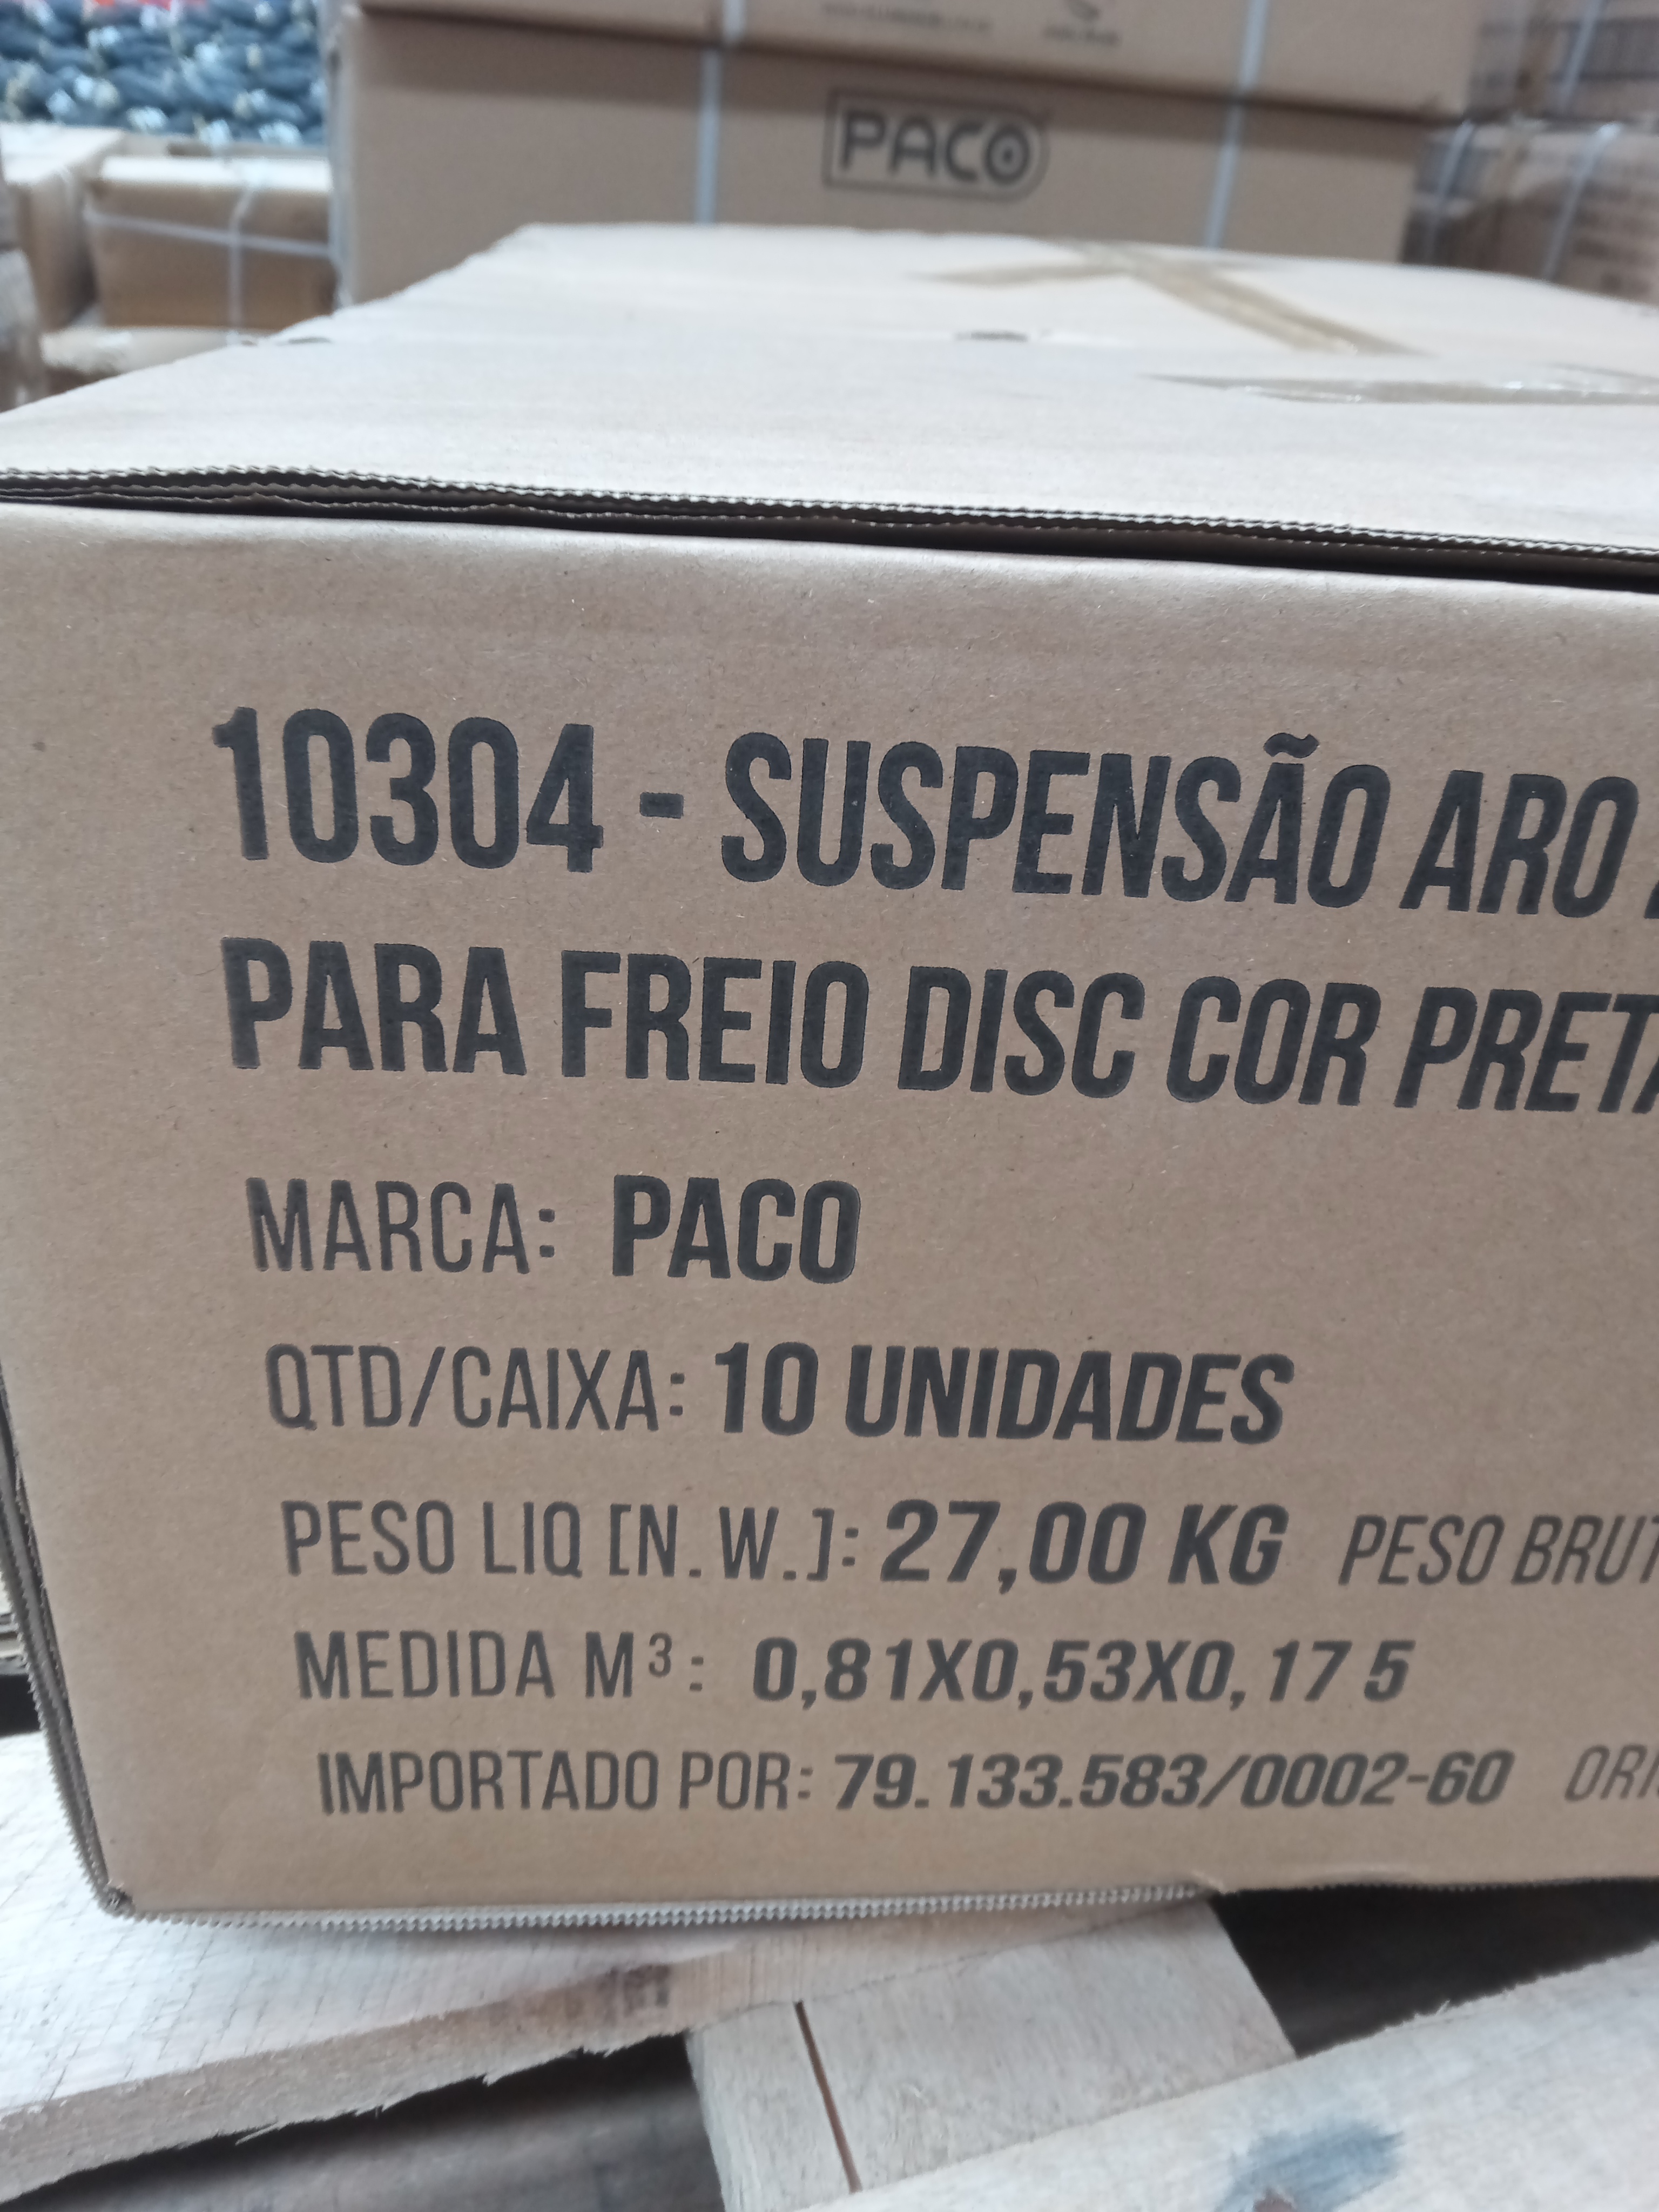 PACO
10304 - SUSPENSÃO ARO
PARA FREIO DISC COR PRETA
MARCA: PACO
QTD/CAIXA: 10 UNIDADES
PESO LIQ [N.W.]: 27,00 KG PESO BRUT
MEDIDA M³: 0,81X0,53X0,17 5
IMPORTADO POR: 79.133.583/0002-60 ORI